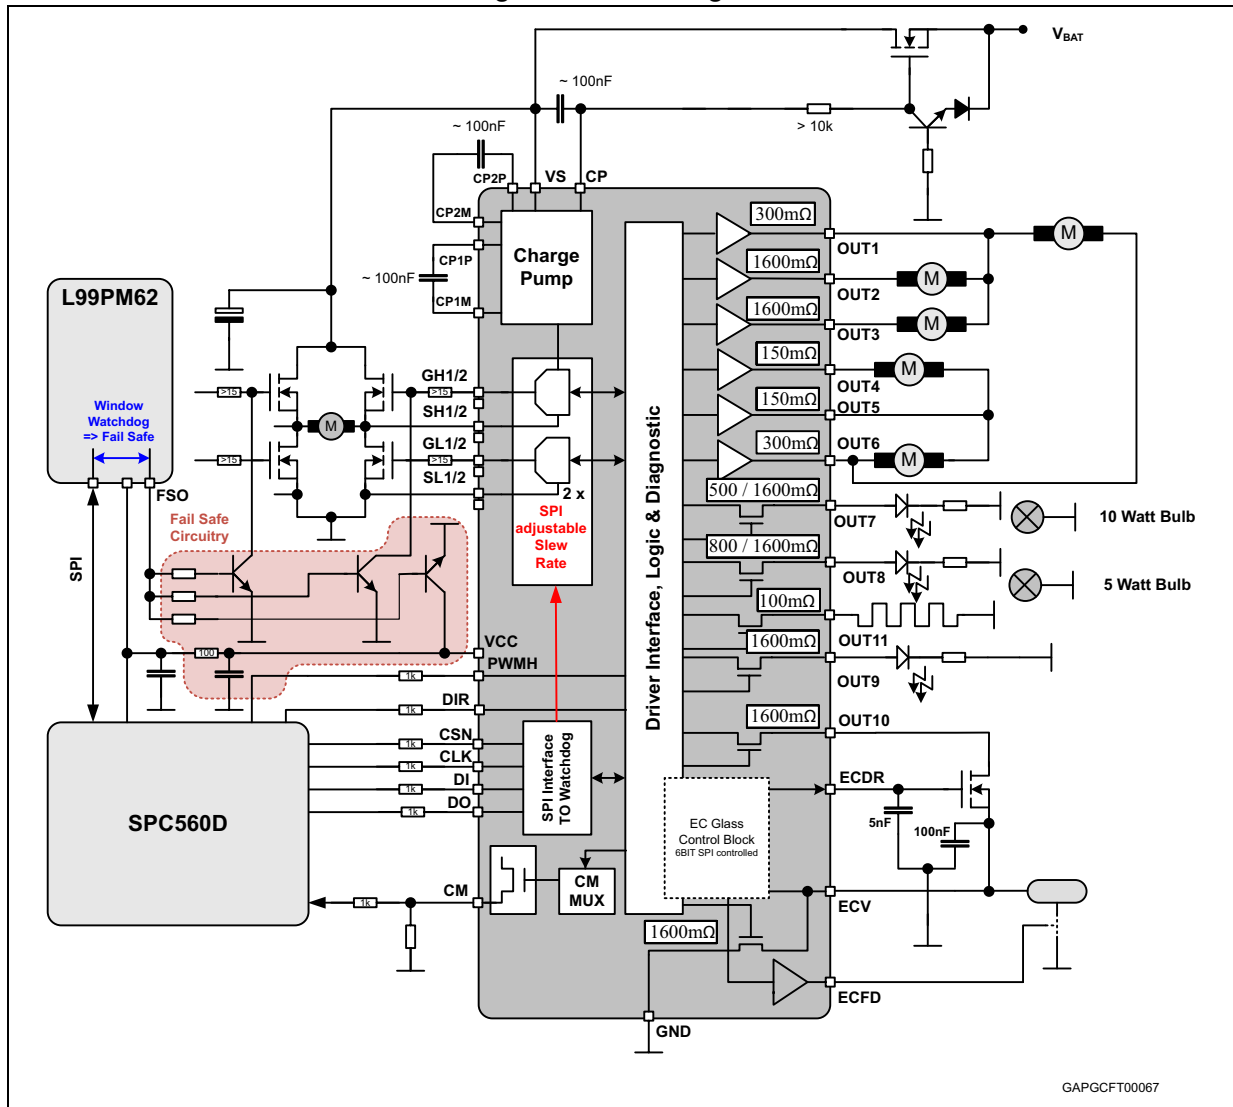 V_BAT
~ 100nF
> 10k
~ 100nF
CP2P
VS
CP
CP2M
CP1P
~ 100nF
CP1M
Charge
Pump
300mΩ
OUT1
M
1600mΩ
OUT2
M
1600mΩ
OUT3
M
150mΩ
OUT4
M
150mΩ
OUT5
300mΩ
OUT6
M
L99PM62
Window
Watchdog
=> Fail Safe
FSO
SPI
>15
>15
M
GH1/2
>15
SH1/2
GL1/2
>15
SL1/2
2 x
SPI
adjustable
Slew
Rate
Driver Interface, Logic & Diagnostic
500 / 1600mΩ
OUT7
10 Watt Bulb
800 / 1600mΩ
OUT8
5 Watt Bulb
100mΩ
OUT11
1600mΩ
OUT9
1600mΩ
OUT10
Fail Safe
Circuitry
100
VCC
PWMH
1k
DIR
1k
CSN
1k
CLK
1k
DI
1k
DO
1k
SPI Interface
TO Watchdog
SPC560D
CM
1k
CM
MUX
EC Glass
Control Block
6BIT SPI controlled
ECDR
5nF
100nF
ECV
1600mΩ
ECFD
GND
GAPGCFT00067